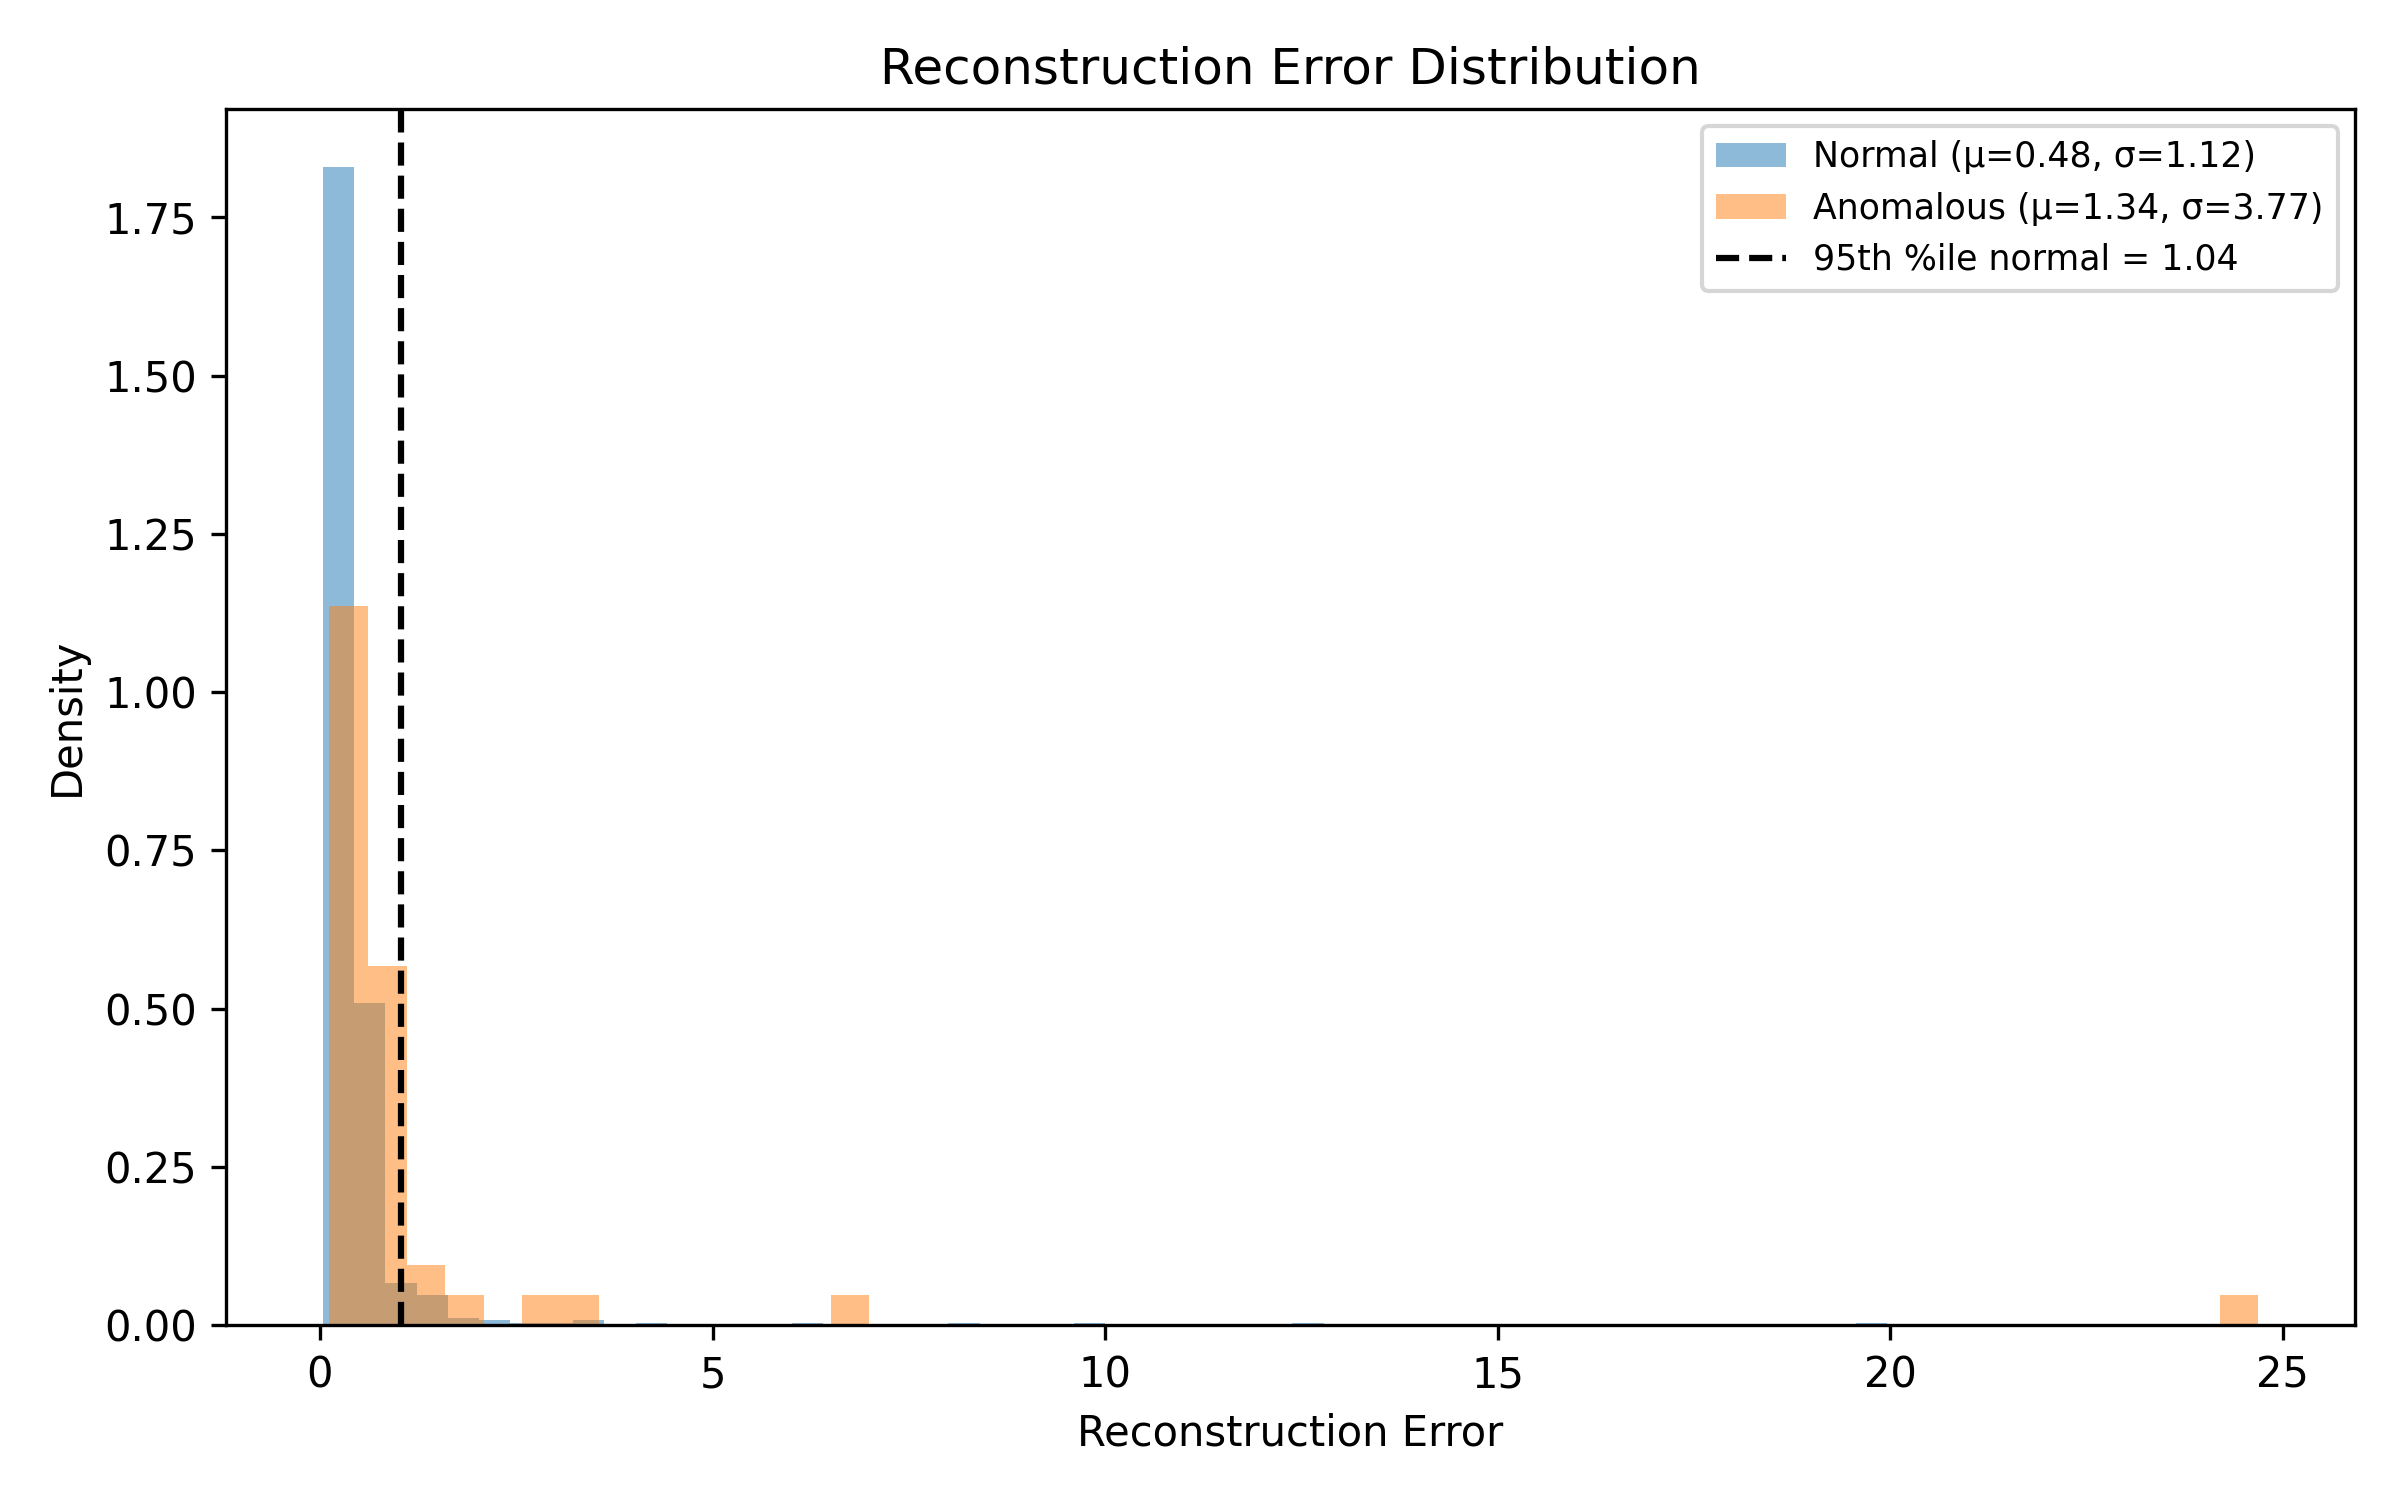 Reconstruction Error Distribution
Normal (μ=0.48, σ=1.12)
Anomalous (μ=1.34, σ=3.77)
95th %ile normal = 1.04
Density
1.75
1.50
1.25
1.00
0.75
0.50
0.25
0.00
0 5 10 15 20 25
Reconstruction Error